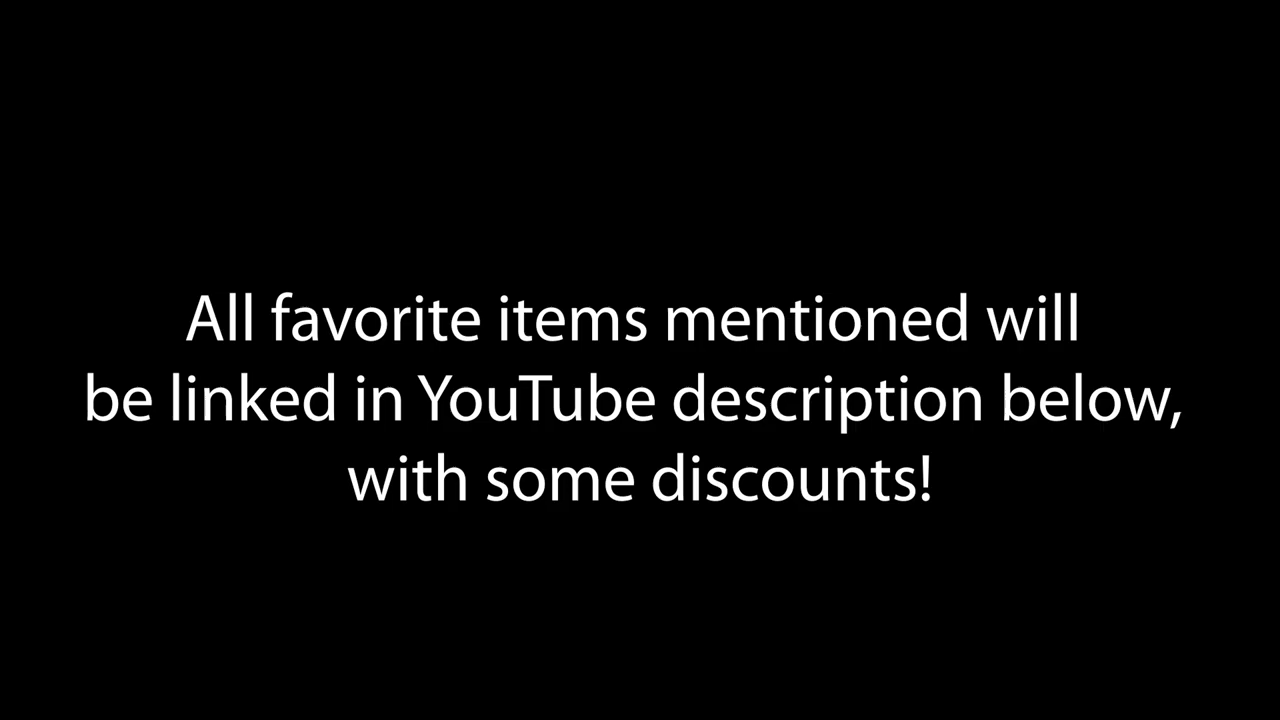 All favorite items mentioned will
be linked in YouTube description below,
with some discounts!